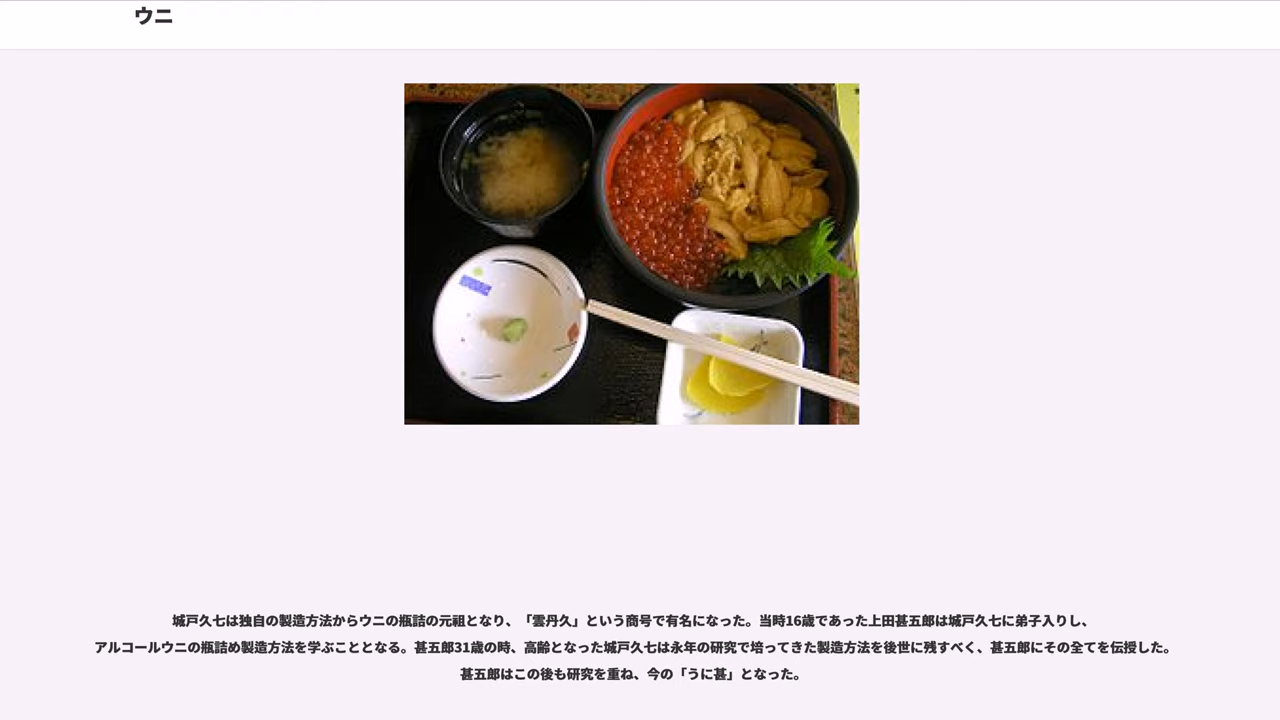 ウニ
城戸久七は独自の製造方法からウニの瓶詰の元祖となり、「雲丹久」という商号で有名になった。当時16歳であった上田甚五郎は城戸久七に弟子入りし、
アルコールウニの瓶詰め製造方法を学ぶこととなる。甚五郎31歳の時、高齢となった城戸久七は永年の研究で培ってきた製造方法を後世に残すべく、甚五郎にその全てを伝授した。
甚五郎はこの後も研究を重ね、今の「うに甚」となった。